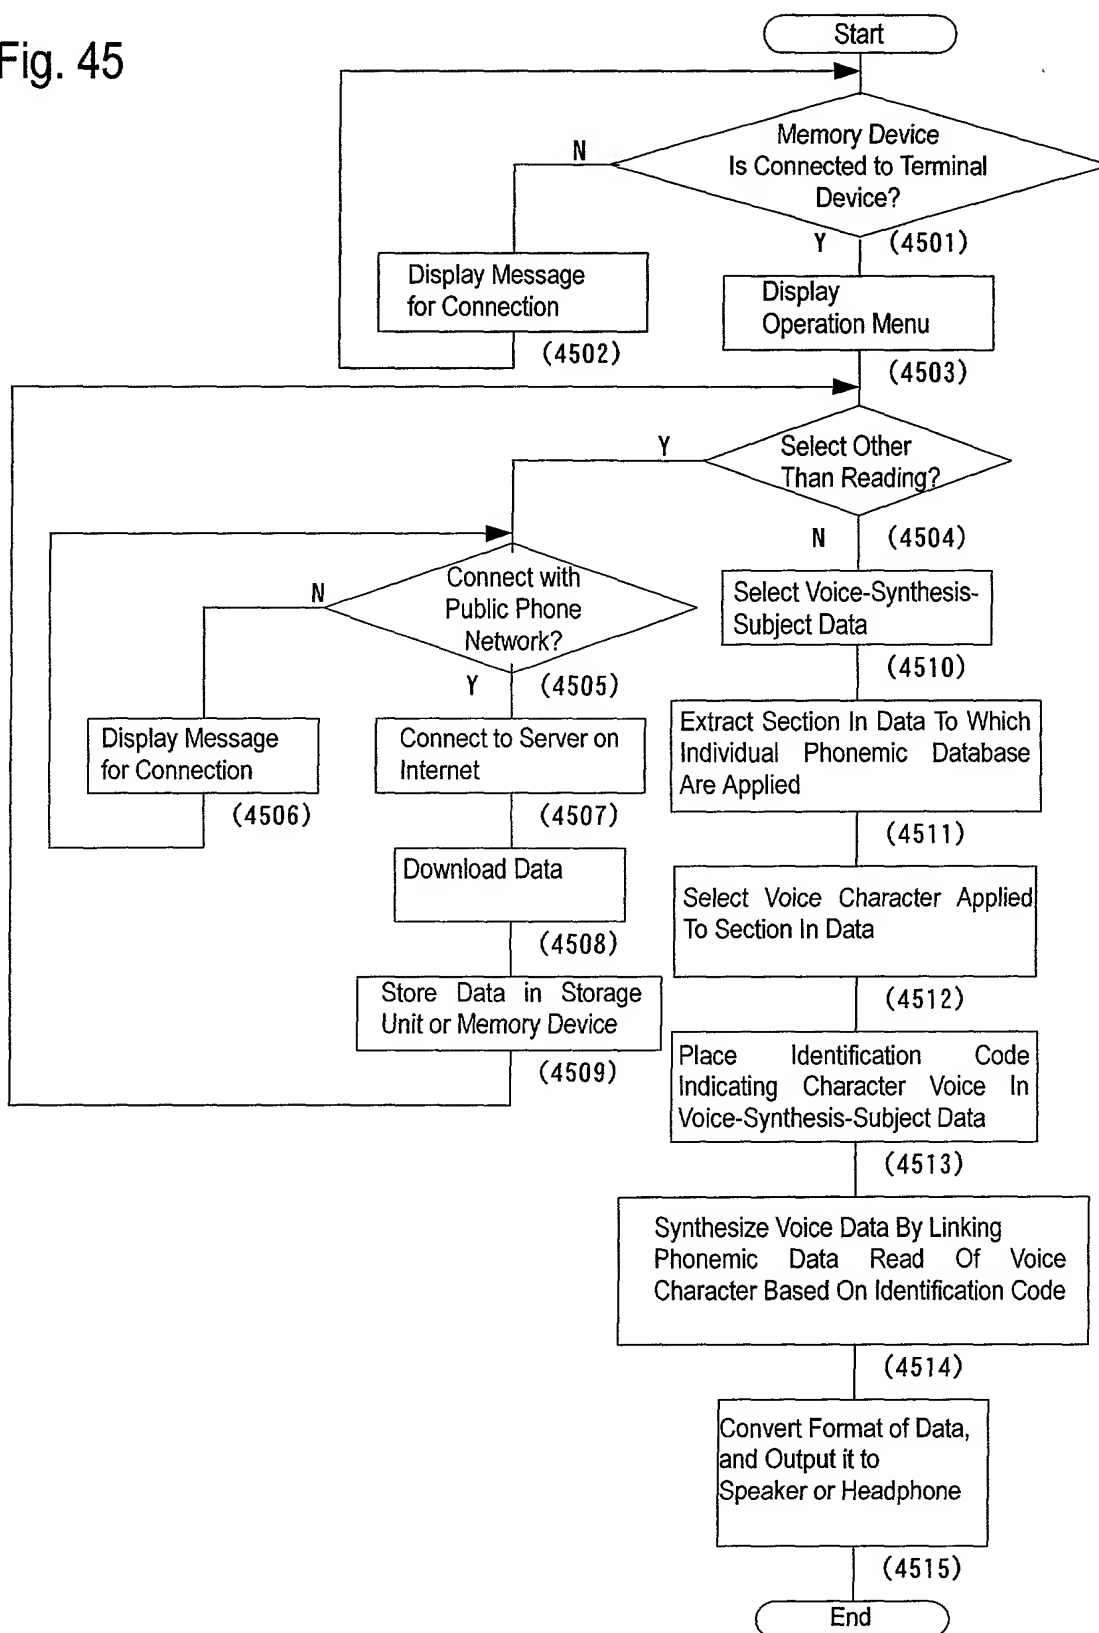 Fig. 45
Start
Memory Device
Is Connected to Terminal
Device?
N
Y
(4501)
Display Message
for Connection
(4502)
Display
Operation Menu
(4503)
Select Other
Than Reading?
Y
N
(4504)
Connect with
Public Phone
Network?
N
Y
(4505)
Display Message
for Connection
(4506)
Connect to Server on
Internet
(4507)
Download Data
(4508)
Store Data in Storage
Unit or Memory Device
(4509)
Select Voice-Synthesis-
Subject Data
(4510)
Extract Section In Data To Which
Individual Phonemic Database
Are Applied
(4511)
Select Voice Character Applied
To Section In Data
(4512)
Place Identification Code
Indicating Character Voice In
Voice-Synthesis-Subject Data
(4513)
Synthesize Voice Data By Linking
Phonemic Data Read Of Voice
Character Based On Identification Code
(4514)
Convert Format of Data,
and Output it to
Speaker or Headphone
(4515)
End